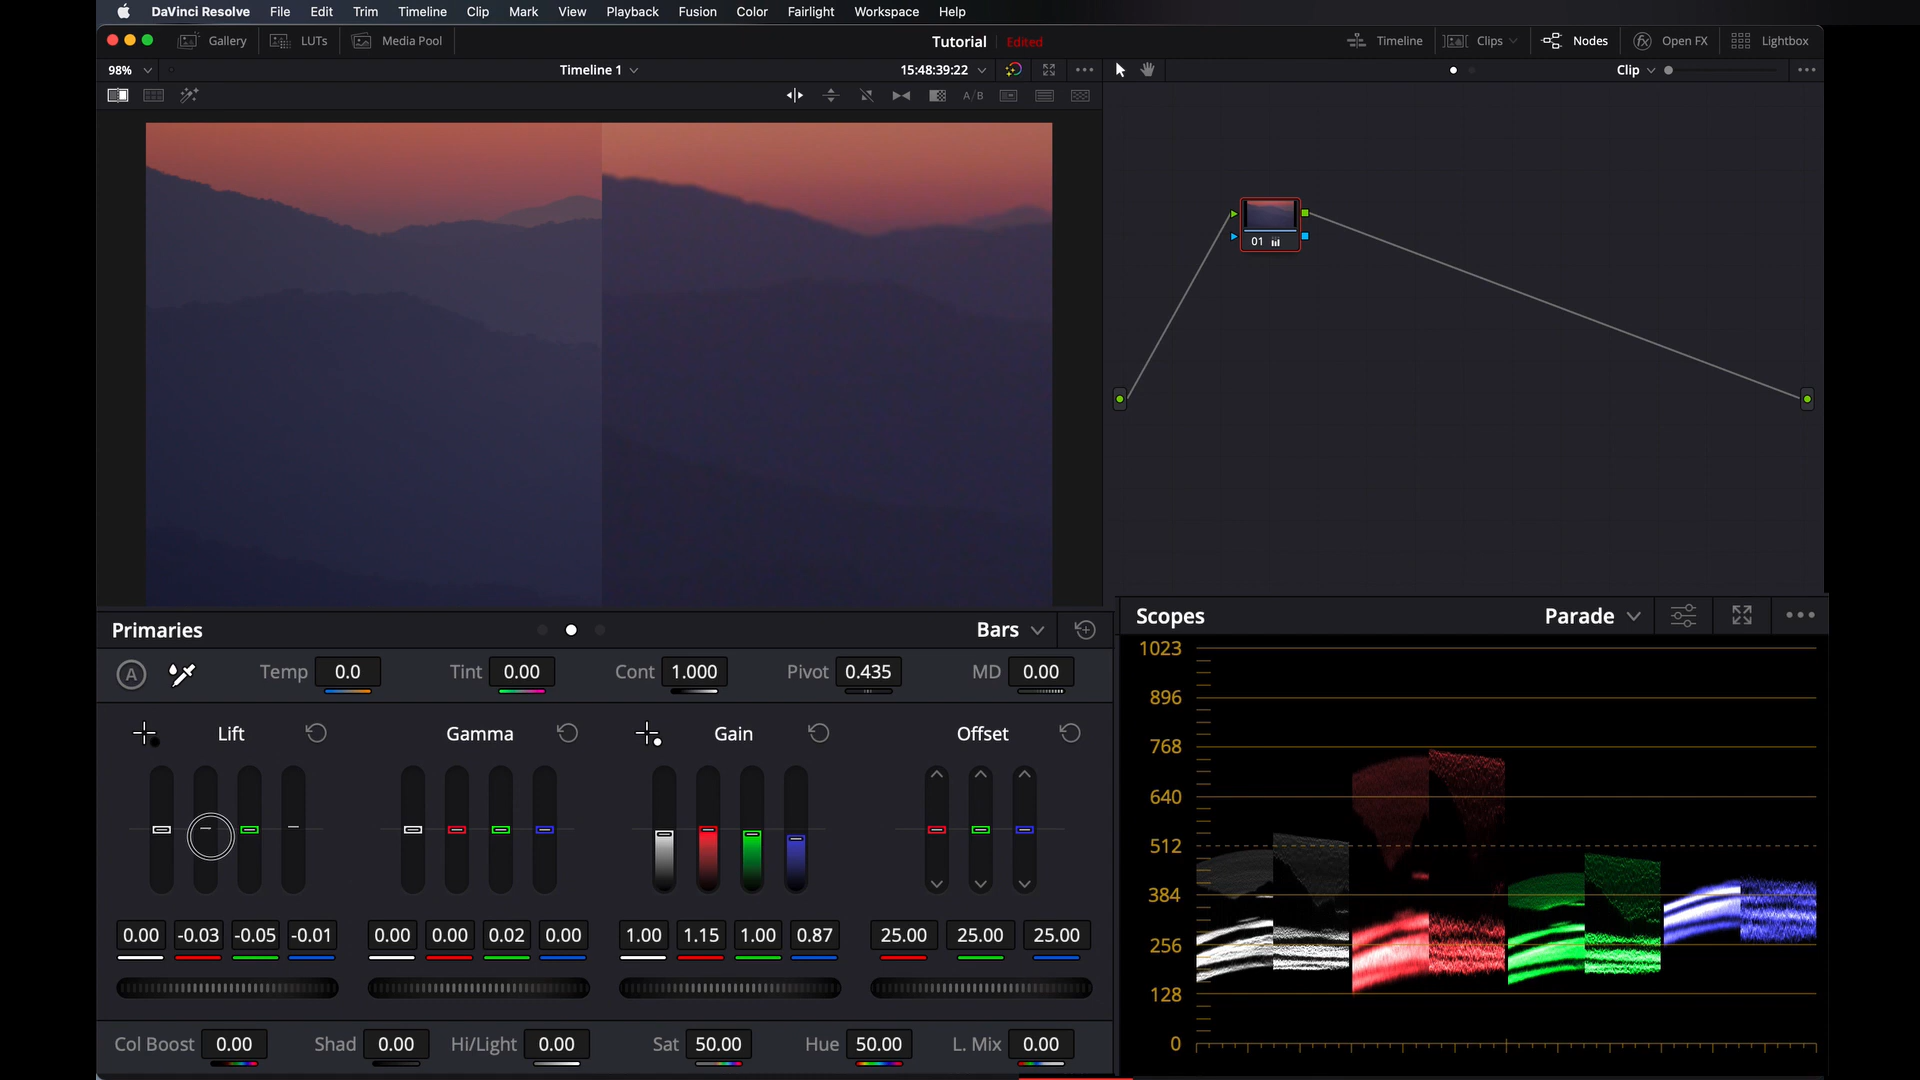 DaVinci Resolve File Edit Trim Timeline Clip Mark View Playback Fusion Color Fairlight Workspace Help
Gallery LUTs Media Pool Tutorial Edited Timeline Clips Nodes Open FX Lightbox
98% Timeline 1 15:48:39:22 Clip
A/B
01
Primaries Bars
A Temp 0.0 Tint 0.00 Cont 1.000 Pivot 0.435 MD 0.00
Lift Gamma Gain Offset
0.00 -0.03 -0.05 -0.01 0.00 0.00 0.02 0.00 1.00 1.15 1.00 0.87 25.00 25.00 25.00
Col Boost 0.00 Shad 0.00 Hi/Light 0.00 Sat 50.00 Hue 50.00 L. Mix 0.00
Scopes Parade
1023
896
768
640
512
384
256
128
0